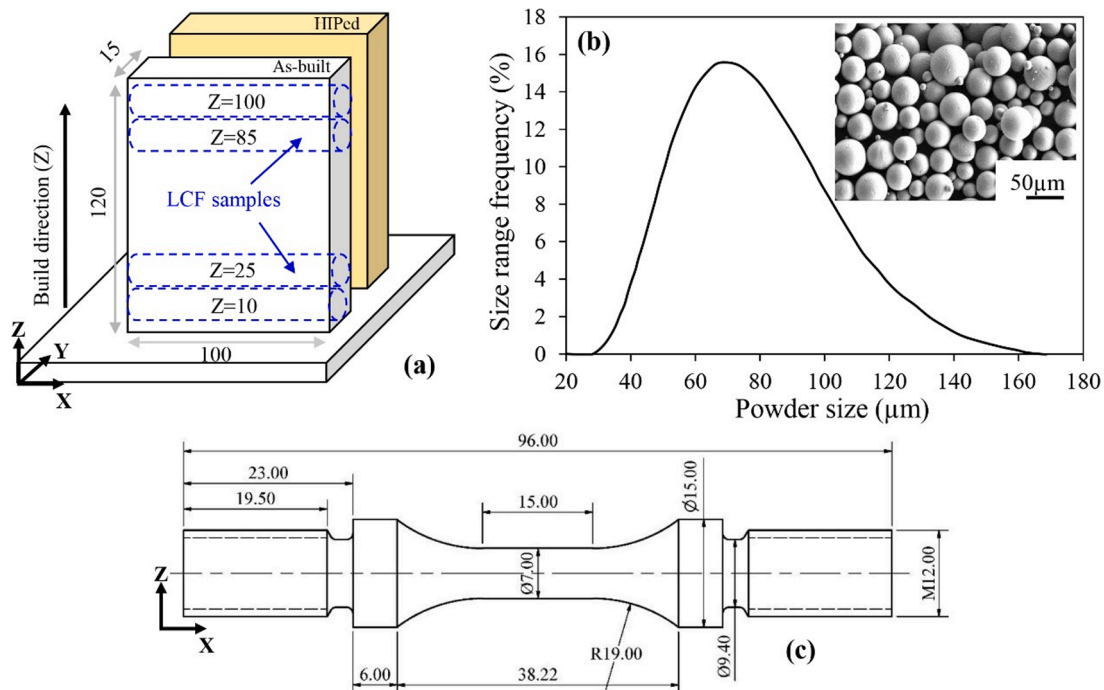 HIPed
As-built
15
Z=100
Z=85
LCF samples
Z=25
Z=10
120
100
Build direction (Z)
Z
Y
X
(a)
(b)
18
16
14
12
10
8
6
4
2
0
Size range frequency (%)
20 40 60 80 100 120 140 160 180
Powder size (µm)
50µm
96.00
23.00
19.50
15.00
Ø15.00
Ø7.00
M12.00
Ø9.40
R19.00
6.00
38.22
Z
X
(c)